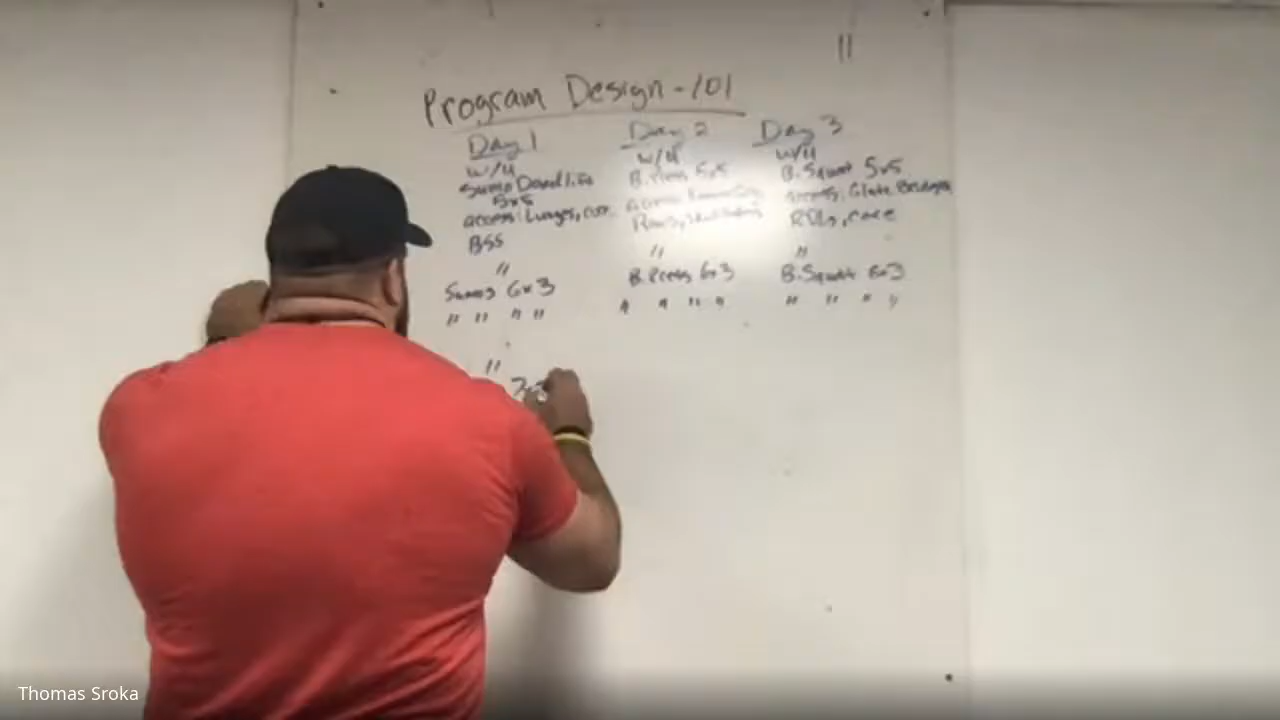 "
Program Design - 101
Day 1
w/u
Sumo Deadlift
5x5
access: Lunges, core
BSS
"
Sumo 6x3
" " " "
"
Day 2
w/u
B. Press 5x5
Rows,
"
B. Press 6x3
" " " "
Day 3
w/u
B. Squat 5x5
access: Glute Bridges
RDLs, core
"
B. Squat 6x3
" " " "
Thomas Sroka